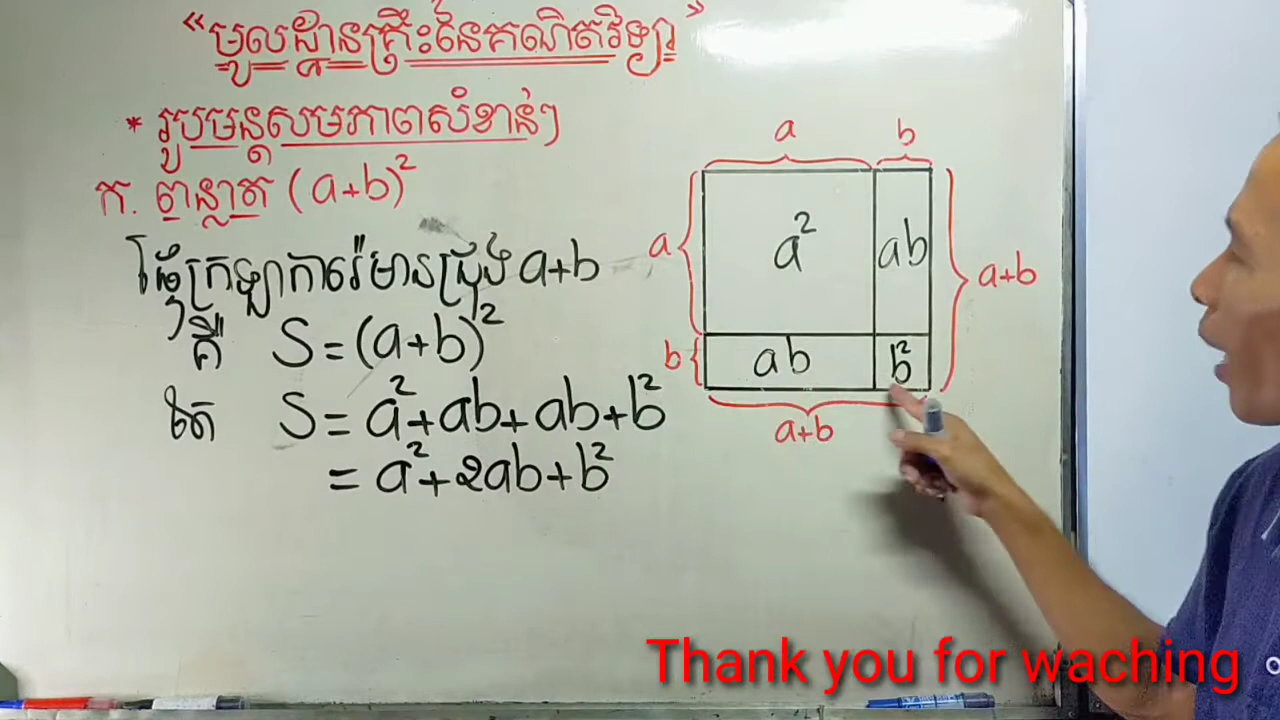 “មូលដ្ឋានគ្រឹះនៃគណិតវិទ្យា”
* រូបមន្តសមភាពសំខាន់ៗ
ក. ពន្លាត (a+b)²
ផ្ទៃក្រឡាការ៉េមានជ្រុង a+b
គឺ S = (a+b)²
តែ S = a²+ab+ab+b²
= a²+2ab+b²
a b
a a² ab a+b
b ab b²
a+b
Thank you for waching